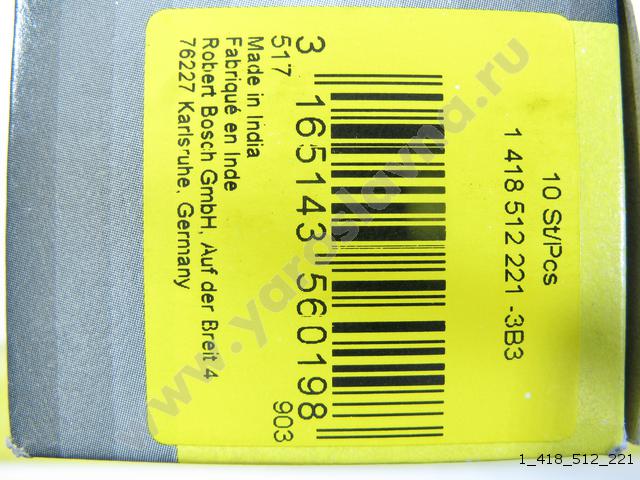 10 St/Pcs
1 418 512 221 -3B3
3 165143 560198
517
903
Made in India
Fabriqué en Inde
Robert Bosch GmbH, Auf der Breit 4
76227 Karlsruhe, Germany
www.yaroslavna.ru
1_418_512_221